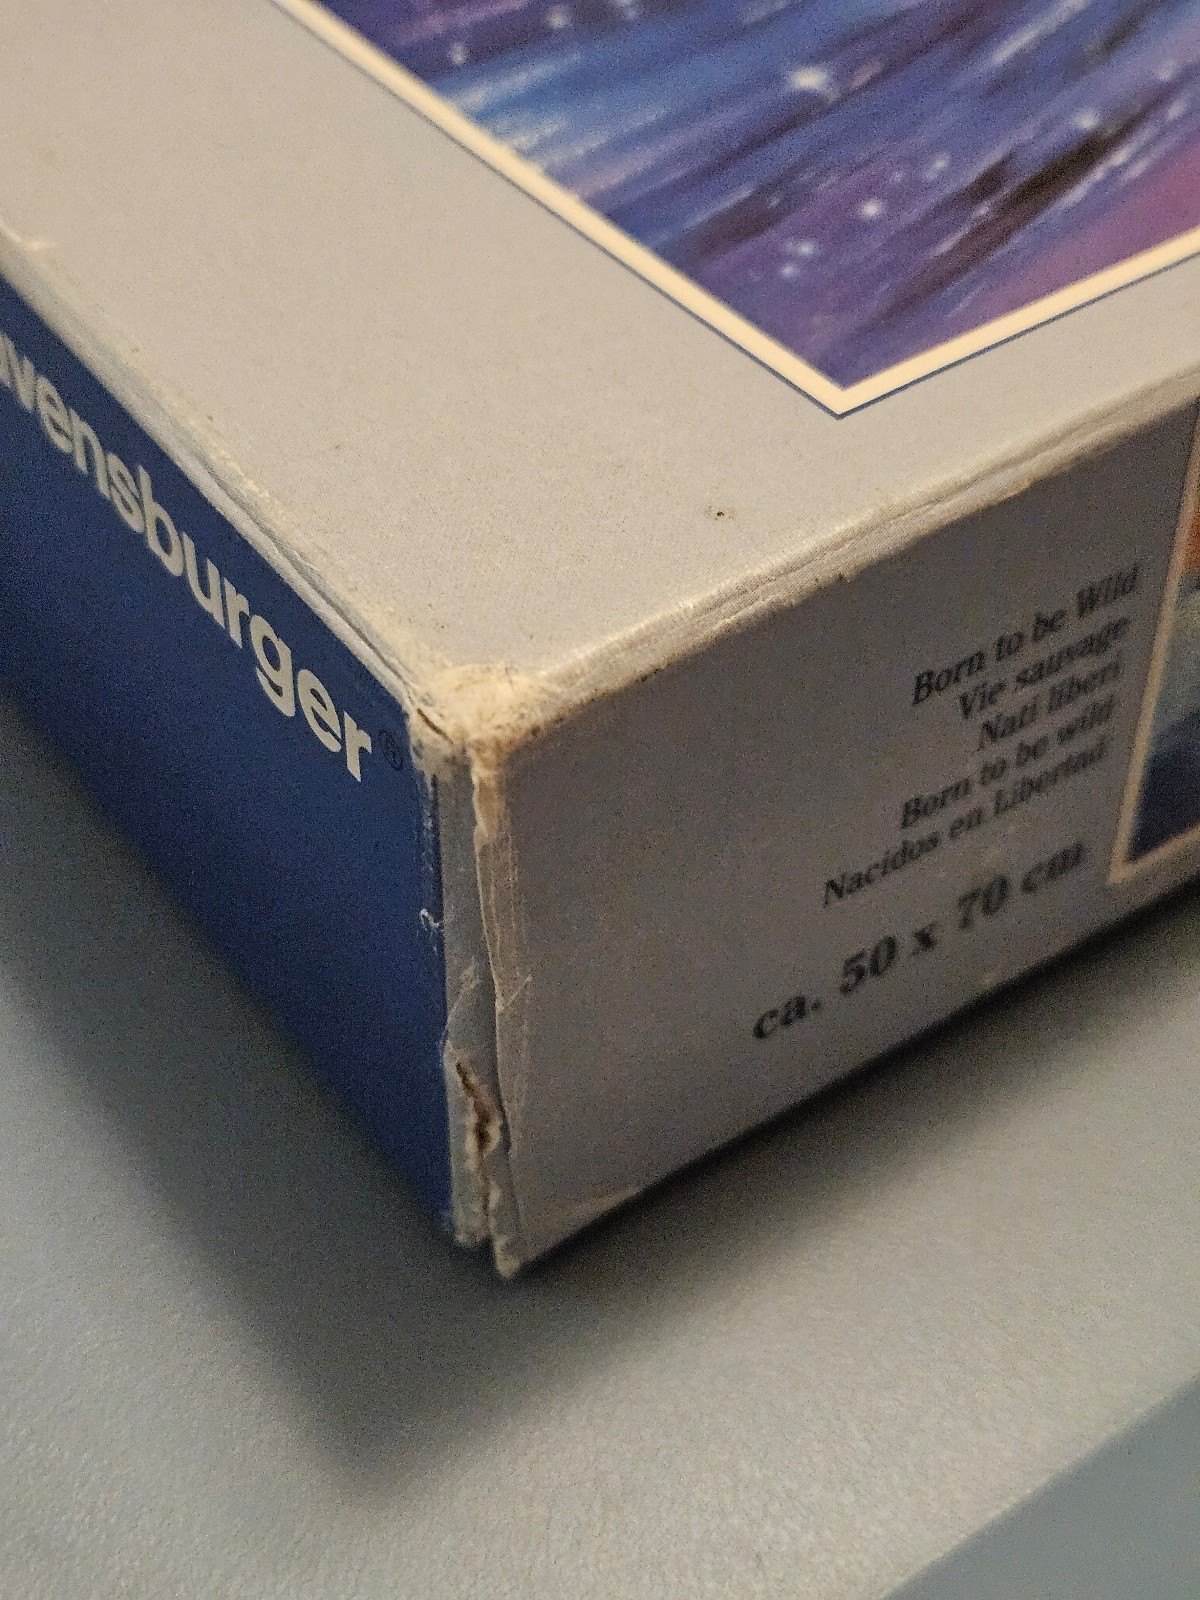 avensburger®
Born to be Wild
Vie sauvage
Nati liberi
Born to be wild
Nacidos en Libertad
ca. 50 x 70 cm